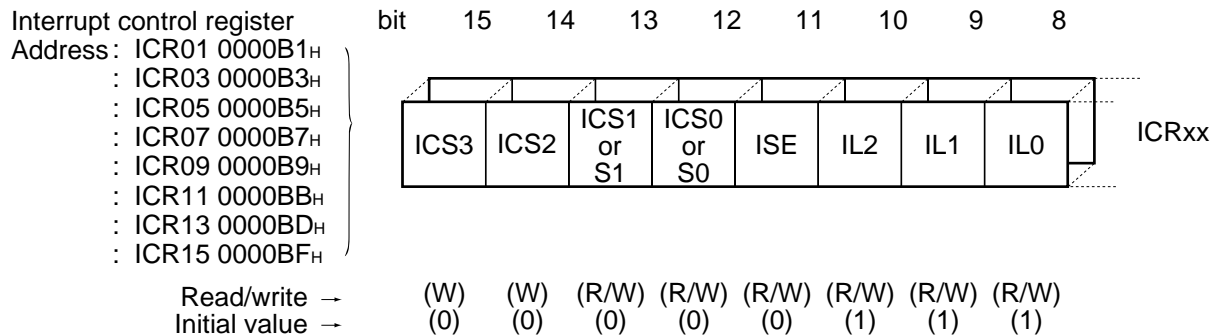 Interrupt control register bit 15 14 13 12 11 10 9 8
Address : ICR01 0000B1H
: ICR03 0000B3H
: ICR05 0000B5H
: ICR07 0000B7H
: ICR09 0000B9H
: ICR11 0000BBH
: ICR13 0000BDH
: ICR15 0000BFH
ICS3 ICS2 ICS1 or S1 ICS0 or S0 ISE IL2 IL1 IL0 ICRxx
Read/write → (W) (W) (R/W) (R/W) (R/W) (R/W) (R/W) (R/W)
Initial value → (0) (0) (0) (0) (0) (1) (1) (1)